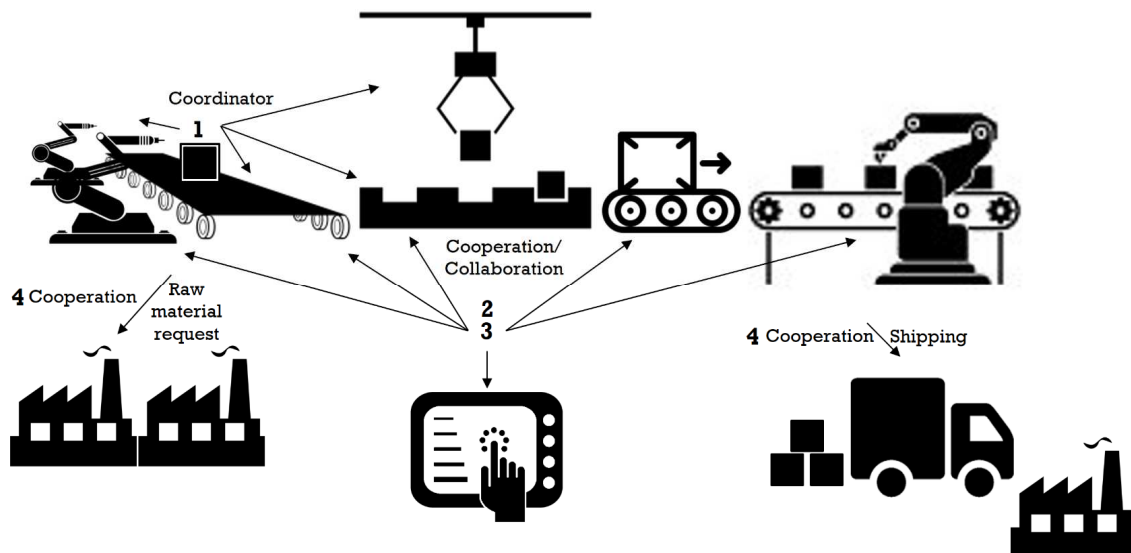 Coordinator
1
Cooperation/
Collaboration
2
3
4 Cooperation
Raw
material
request
4 Cooperation
Shipping